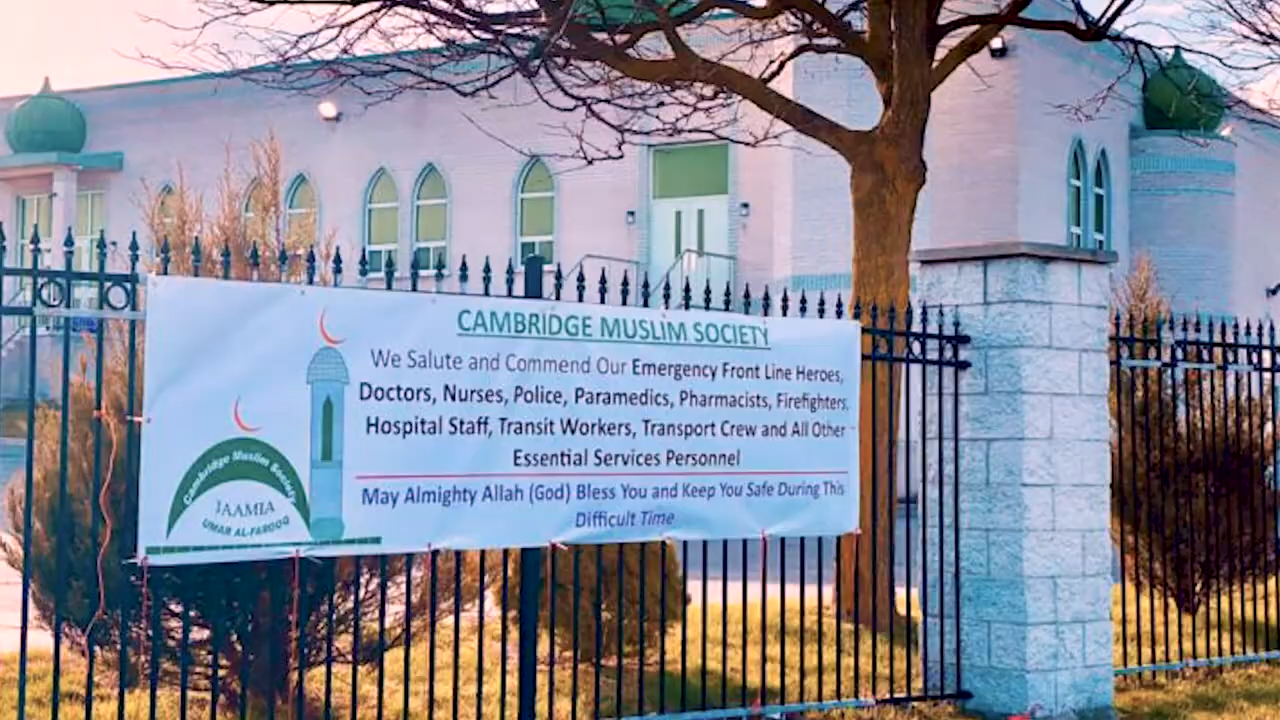 CAMBRIDGE MUSLIM SOCIETY
We Salute and Commend Our Emergency Front Line Heroes,
Doctors, Nurses, Police, Paramedics, Pharmacists, Firefighters,
Hospital Staff, Transit Workers, Transport Crew and All Other
Essential Services Personnel
May Almighty Allah (God) Bless You and Keep You Safe During This
Difficult Time
Cambridge Muslim Society
JAAMIA
UMAR AL-FAROOQ